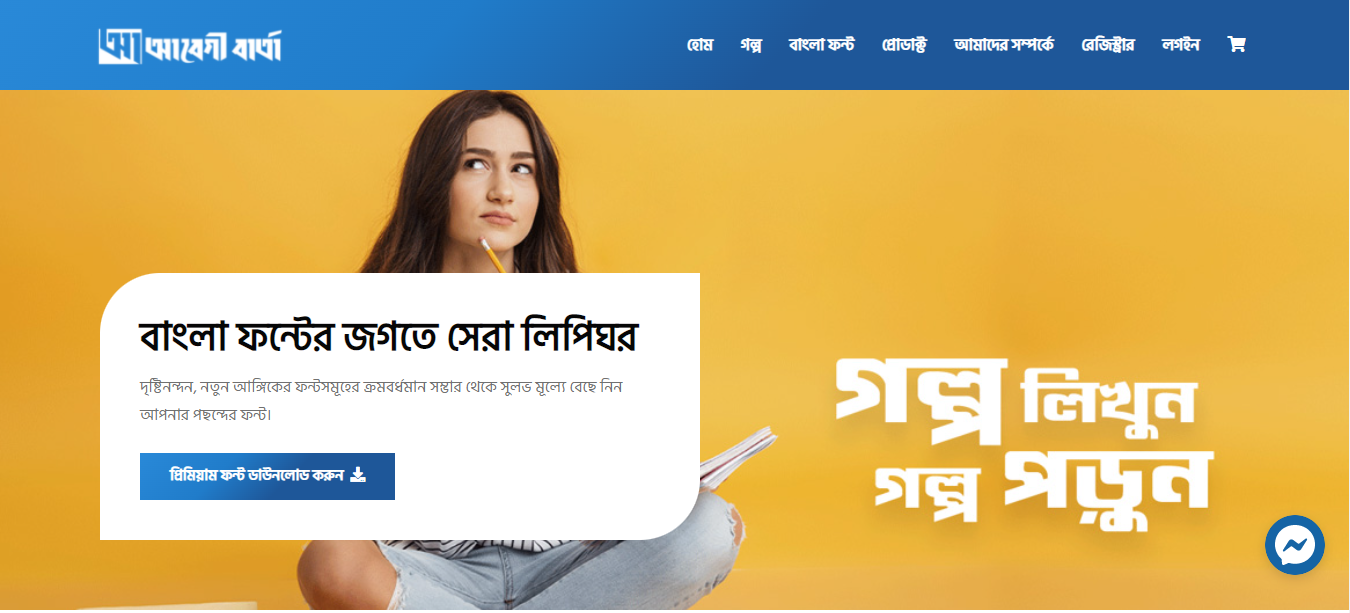 আ আবেগী বার্তা
হোম গল্প বাংলা ফন্ট প্রোডাক্ট আমাদের সম্পর্কে রেজিস্ট্রার লগইন
বাংলা ফন্টের জগতে সেরা লিপিঘর
দৃষ্টিনন্দন, নতুন আঙ্গিকের ফন্টসমূহের ক্রমবর্ধমান সম্ভার থেকে সুলভ মূল্যে বেছে নিন
আপনার পছন্দের ফন্ট।
প্রিমিয়াম ফন্ট ডাউনলোড করুন
গল্প লিখুন
গল্প পড়ুন